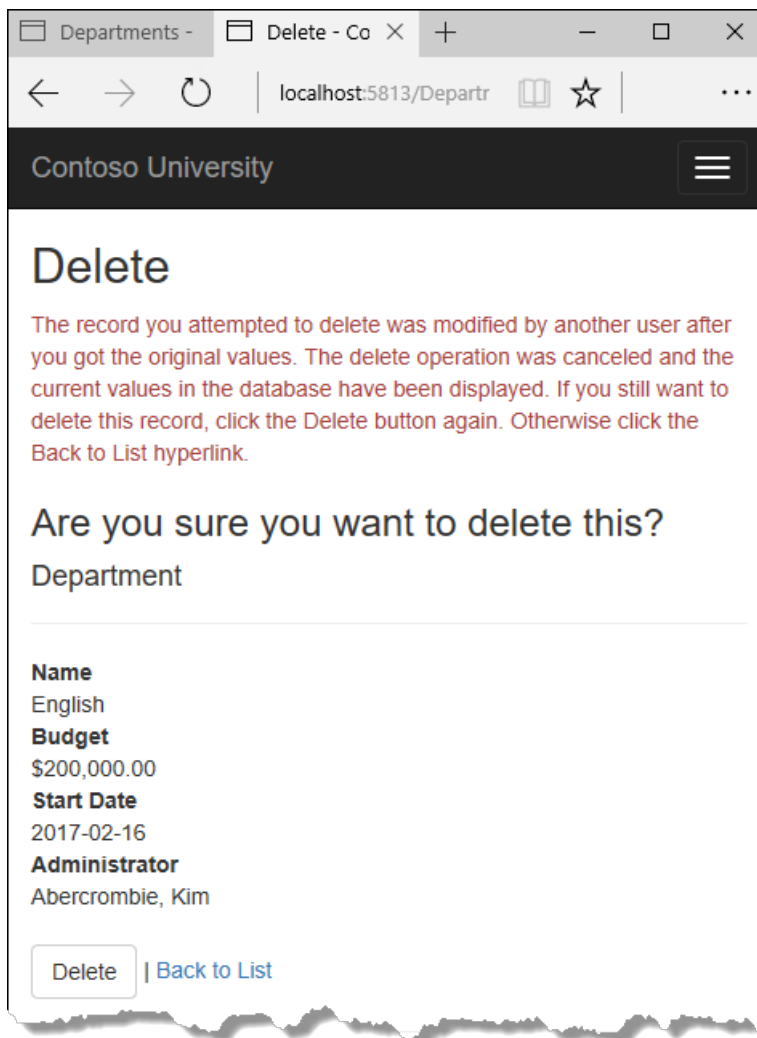 Departments -
Delete - Co
localhost:5813/Departr
Contoso University
Delete
The record you attempted to delete was modified by another user after
you got the original values. The delete operation was canceled and the
current values in the database have been displayed. If you still want to
delete this record, click the Delete button again. Otherwise click the
Back to List hyperlink.
Are you sure you want to delete this?
Department
Name
English
Budget
$200,000.00
Start Date
2017-02-16
Administrator
Abercrombie, Kim
Delete | Back to List